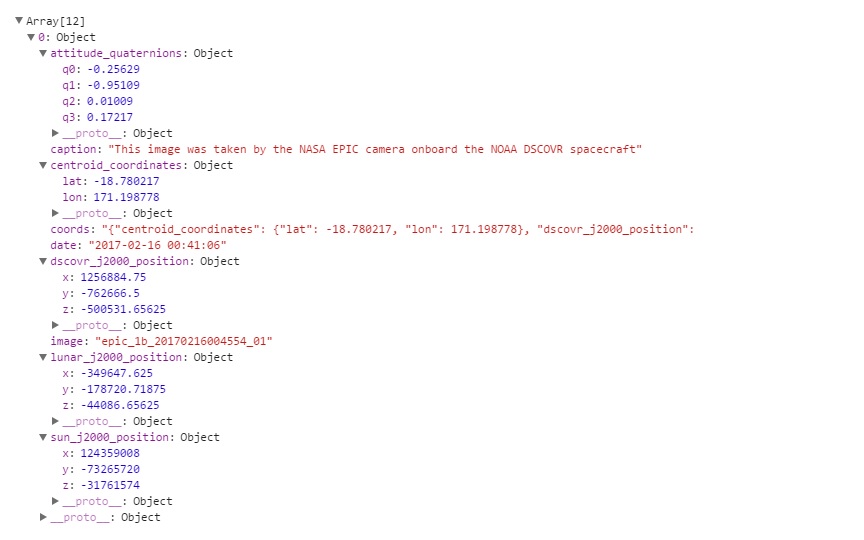 ▼Array[12]
▼0: Object
▼attitude_quaternions: Object
q0: -0.25629
q1: -0.95109
q2: 0.01009
q3: 0.17217
▶__proto__: Object
caption: "This image was taken by the NASA EPIC camera onboard the NOAA DSCOVR spacecraft"
▼centroid_coordinates: Object
lat: -18.780217
lon: 171.198778
▶__proto__: Object
coords: "{"centroid_coordinates": {"lat": -18.780217, "lon": 171.198778}, "dscovr_j2000_position":
date: "2017-02-16 00:41:06"
▼dscovr_j2000_position: Object
x: 1256884.75
y: -762666.5
z: -500531.65625
▶__proto__: Object
image: "epic_1b_20170216004554_01"
▼lunar_j2000_position: Object
x: -349647.625
y: -178720.71875
z: -44086.65625
▶__proto__: Object
▼sun_j2000_position: Object
x: 124359008
y: -73265720
z: -31761574
▶__proto__: Object
▶__proto__: Object